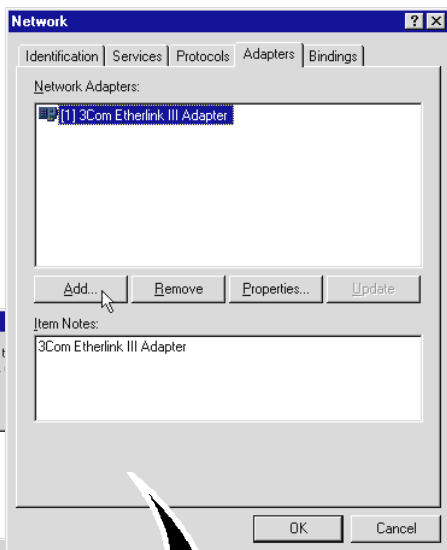 Network
Identification Services Protocols Adapters Bindings
Network Adapters:
[1] 3Com Etherlink III Adapter
Add... Remove Properties... Update
Item Notes:
3Com Etherlink III Adapter
OK Cancel